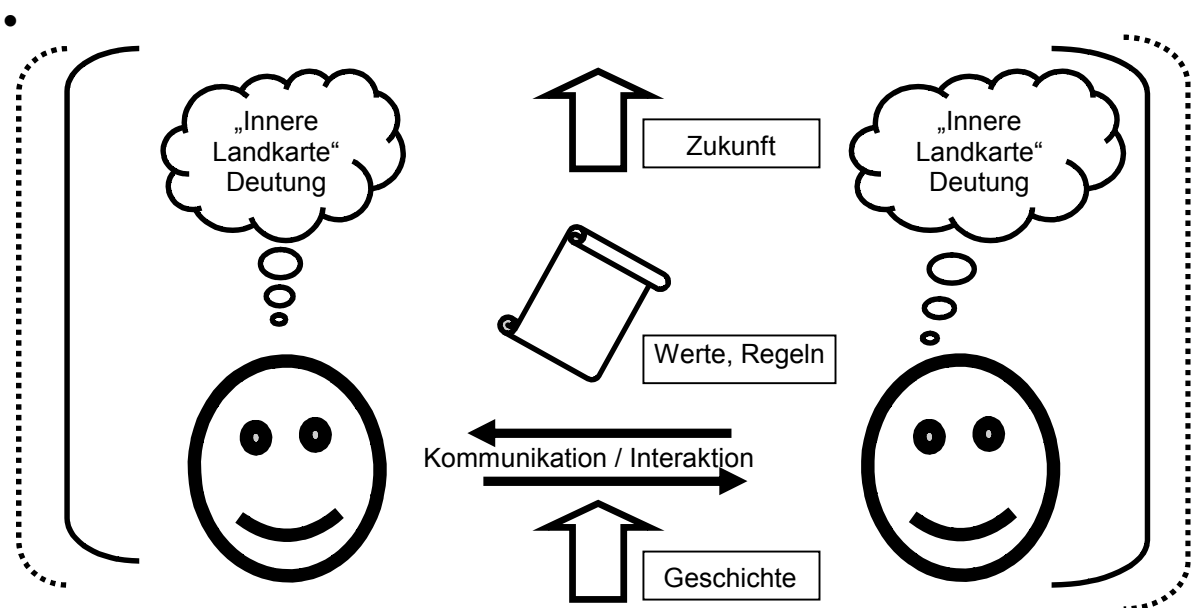 „Innere
Landkarte“
Deutung
Zukunft
„Innere
Landkarte“
Deutung
Werte, Regeln
Kommunikation / Interaktion
Geschichte